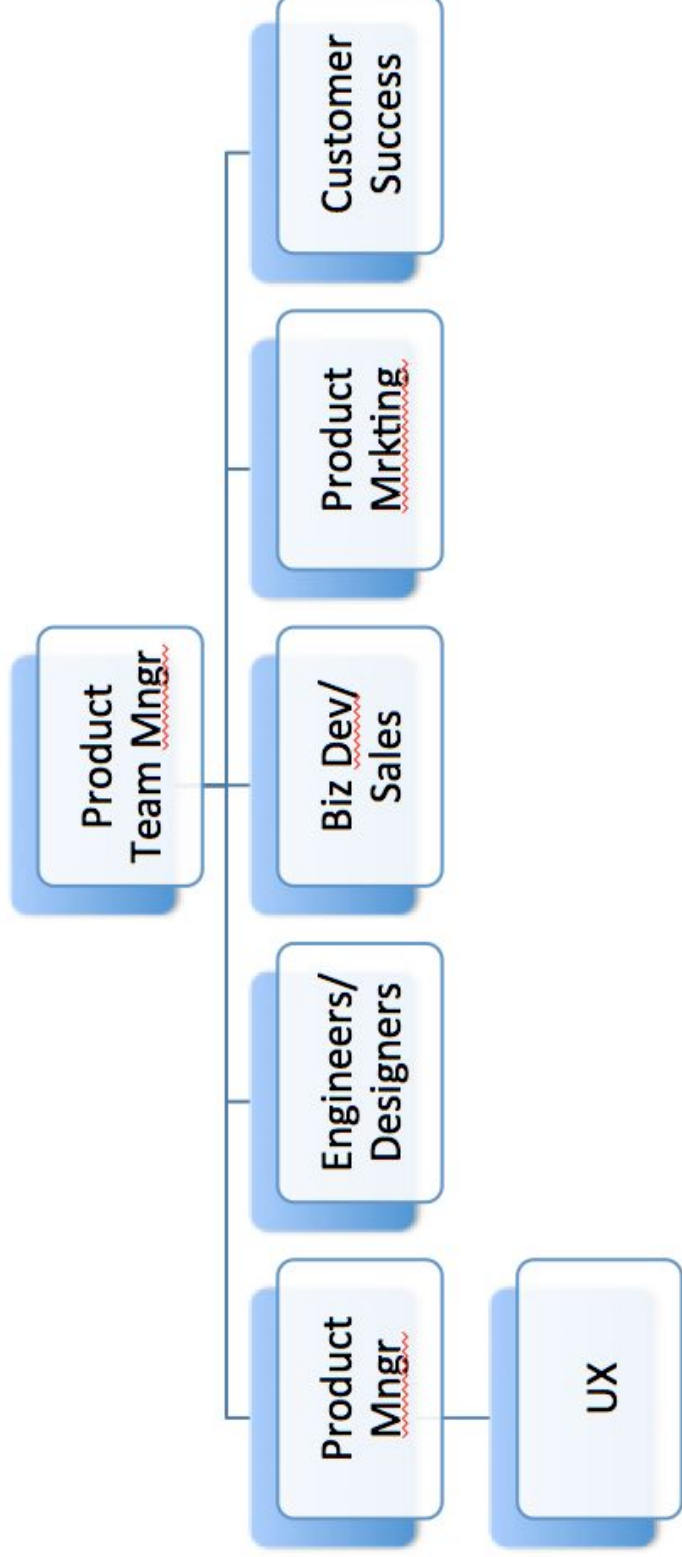 Product
Team Mngr
Product
Mngr
Engineers/
Designers
Biz Dev/
Sales
Product
Mrkting
Customer
Success
UX